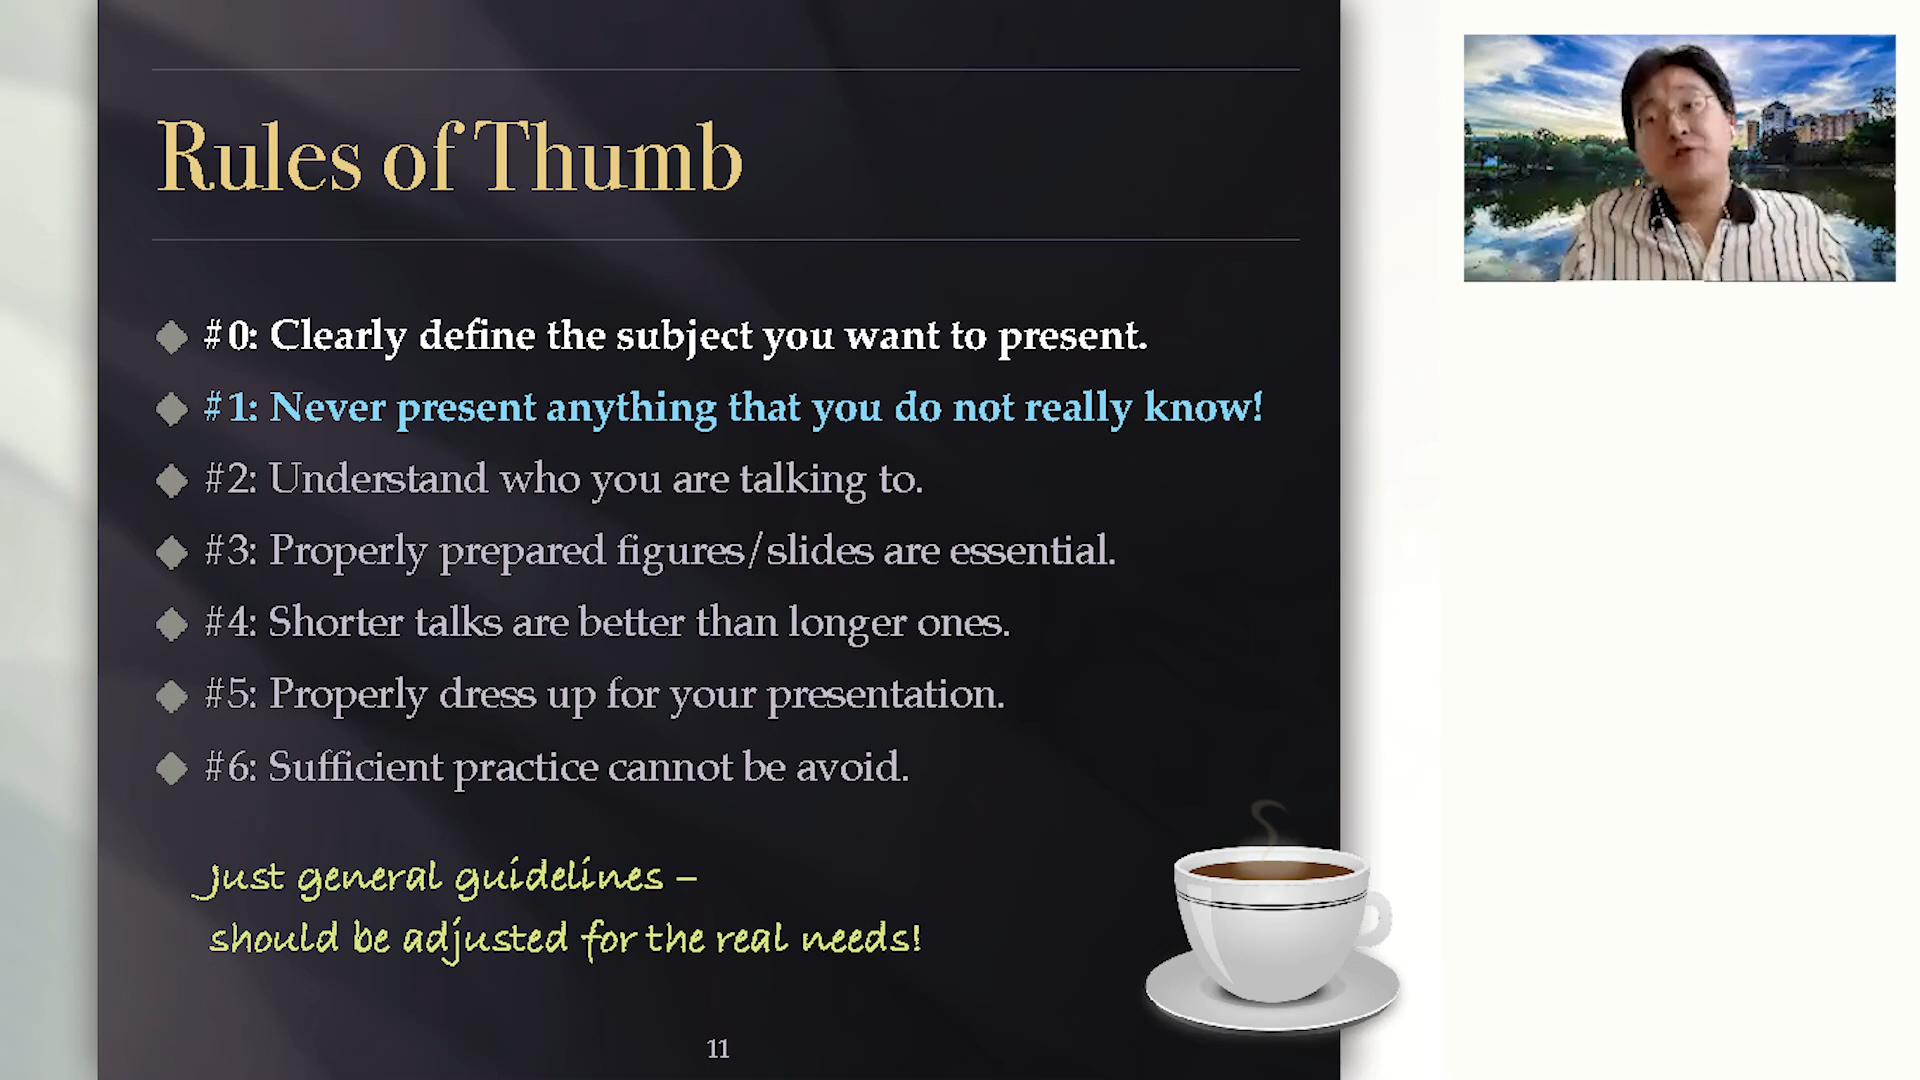 Rules of Thumb
#0: Clearly define the subject you want to present.
#1: Never present anything that you do not really know!
#2: Understand who you are talking to.
#3: Properly prepared figures/slides are essential.
#4: Shorter talks are better than longer ones.
#5: Properly dress up for your presentation.
#6: Sufficient practice cannot be avoid.
Just general guidelines –
should be adjusted for the real needs!
11